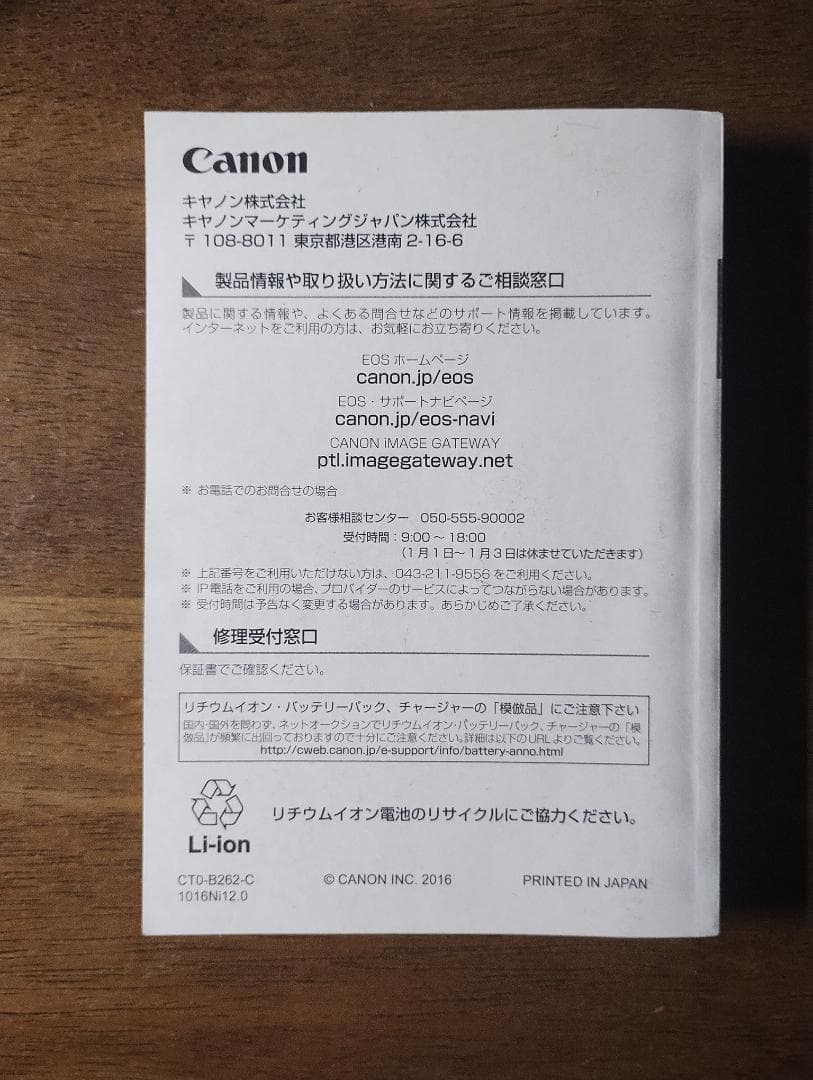 Canon
キヤノン株式会社
キヤノンマーケティングジャパン株式会社
〒108-8011 東京都港区港南 2-16-6
製品情報や取り扱い方法に関するご相談窓口
製品に関する情報や、よくある問合せなどのサポート情報を掲載しています。
インターネットをご利用の方は、お気軽にお立ち寄りください。
EOS ホームページ
canon.jp/eos
EOS・サポートナビページ
canon.jp/eos-navi
CANON iMAGE GATEWAY
ptl.imagegateway.net
※ お電話でのお問合せの場合
お客様相談センター 050-555-90002
受付時間：9:00 ～ 18:00
（1月1日～1月3日は休ませていただきます）
※ 上記番号をご利用いただけない方は、043-211-9556 をご利用ください。
※ IP電話をご利用の場合、プロバイダーのサービスによってつながらない場合があります。
※ 受付時間は予告なく変更する場合があります。あらかじめご了承ください。
修理受付窓口
保証書でご確認ください。
リチウムイオン・バッテリーパック、チャージャーの「模倣品」にご注意下さい
国内・国外を問わず、ネットオークションでリチウムイオン・バッテリーパック、チャージャーの「模
倣品」が頻繁に出回っておりますので十分にご注意ください。詳細は以下のURLよりご覧ください。
http://cweb.canon.jp/e-support/info/battery-anno.html
リチウムイオン電池のリサイクルにご協力ください。
Li-ion
CT0-B262-C © CANON INC. 2016 PRINTED IN JAPAN
1016Ni12.0